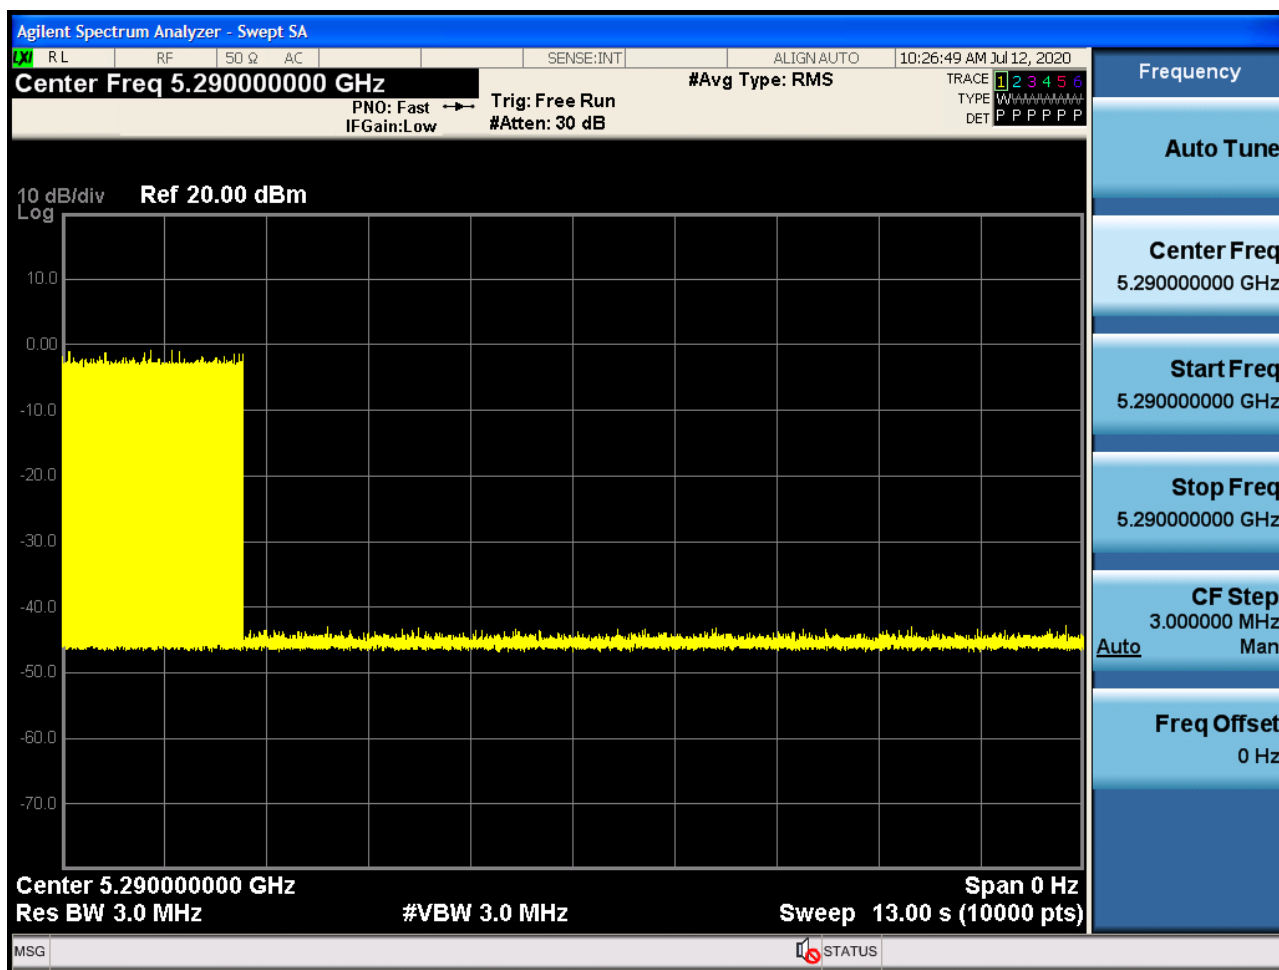 Agilent Spectrum Analyzer - Swept SA
LXI RL RF 50 Ω AC SENSE:INT ALIGN AUTO 10:26:49 AM Jul 12, 2020
Center Freq 5.290000000 GHz
PNO: Fast
IFGain:Low
Trig: Free Run
#Atten: 30 dB
#Avg Type: RMS
TRACE 1 2 3 4 5 6
TYPE WWWWWW
DET P P P P P P
10 dB/div
Log
Ref 20.00 dBm
10.0
0.00
-10.0
-20.0
-30.0
-40.0
-50.0
-60.0
-70.0
Center 5.290000000 GHz
Span 0 Hz
Res BW 3.0 MHz
#VBW 3.0 MHz
Sweep 13.00 s (10000 pts)
MSG
STATUS
Frequency
Auto Tune
Center Freq
5.290000000 GHz
Start Freq
5.290000000 GHz
Stop Freq
5.290000000 GHz
CF Step
3.000000 MHz
Auto Man
Freq Offset
0 Hz